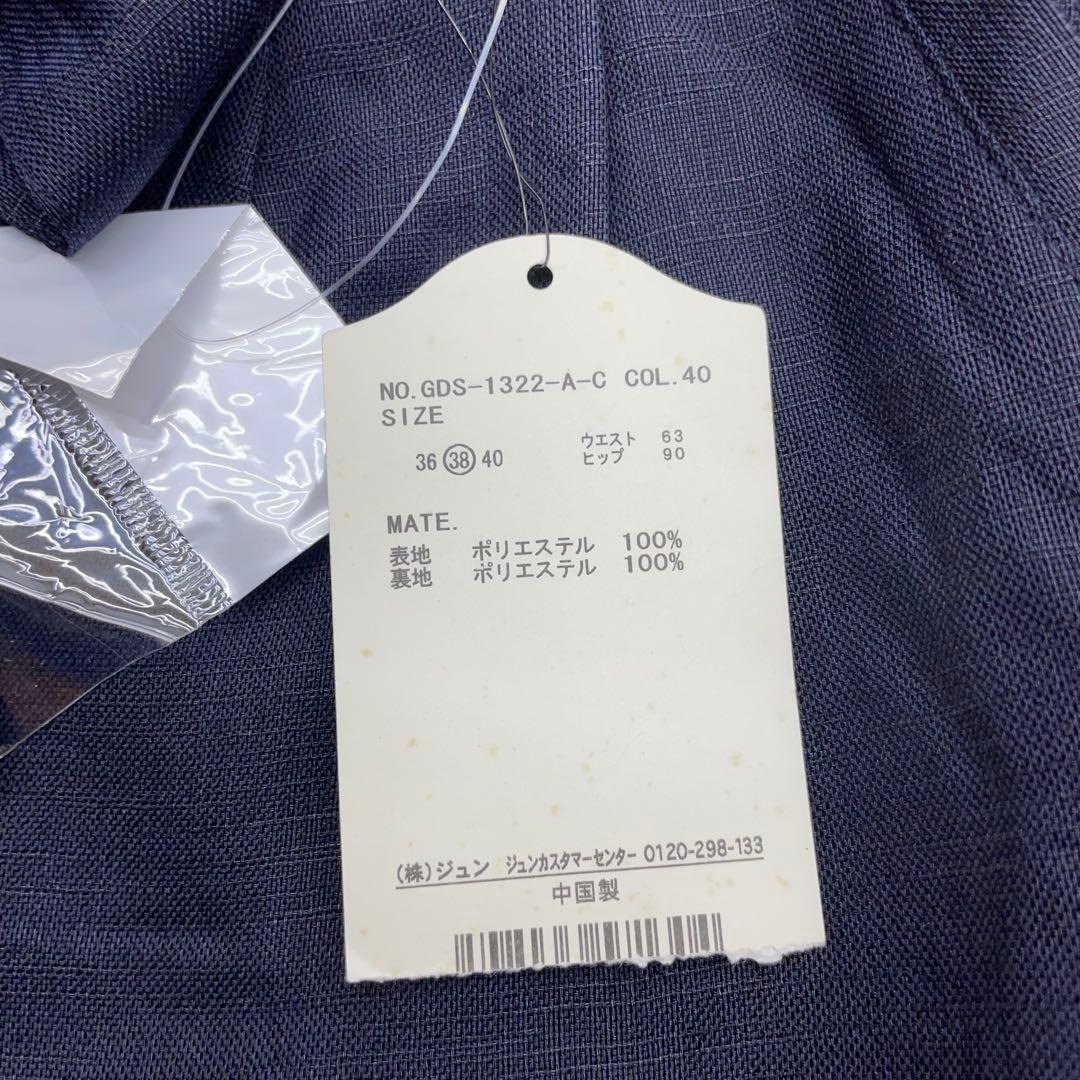 NO.GDS-1322-A-C COL.40
SIZE
36 38 40 ウエスト 63
ヒップ 90
MATE.
表地 ポリエステル 100%
裏地 ポリエステル 100%
(株)ジュン ジュンカスタマーセンター 0120-298-133
中国製